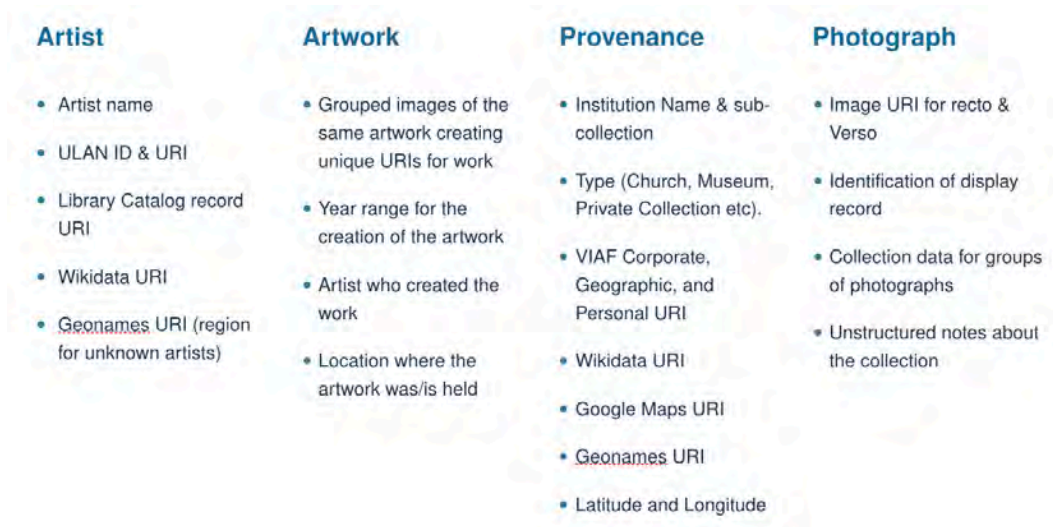 Artist
• Artist name
• ULAN ID & URI
• Library Catalog record
URI
• Wikidata URI
• Geonames URI (region
for unknown artists)
Artwork
• Grouped images of the
same artwork creating
unique URIs for work
• Year range for the
creation of the artwork
• Artist who created the
work
• Location where the
artwork was/is held
Provenance
• Institution Name & sub-
collection
• Type (Church, Museum,
Private Collection etc).
• VIAF Corporate,
Geographic, and
Personal URI
• Wikidata URI
• Google Maps URI
• Geonames URI
• Latitude and Longitude
Photograph
• Image URI for recto &
Verso
• Identification of display
record
• Collection data for groups
of photographs
• Unstructured notes about
the collection